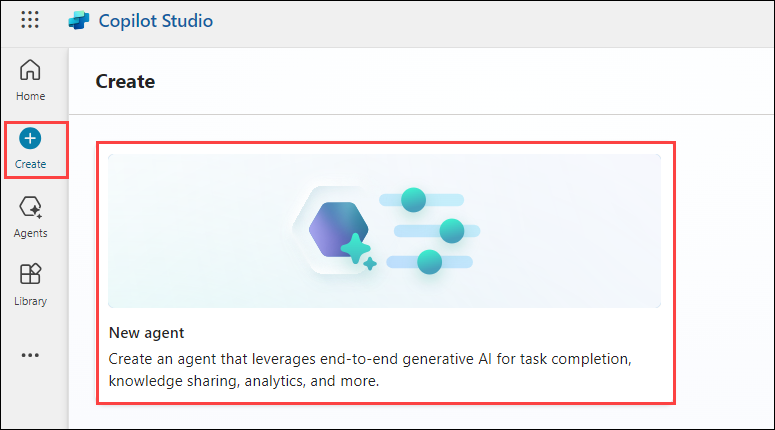 Copilot Studio
Home
Create
Agents
Library
Create
New agent
Create an agent that leverages end-to-end generative AI for task completion,
knowledge sharing, analytics, and more.